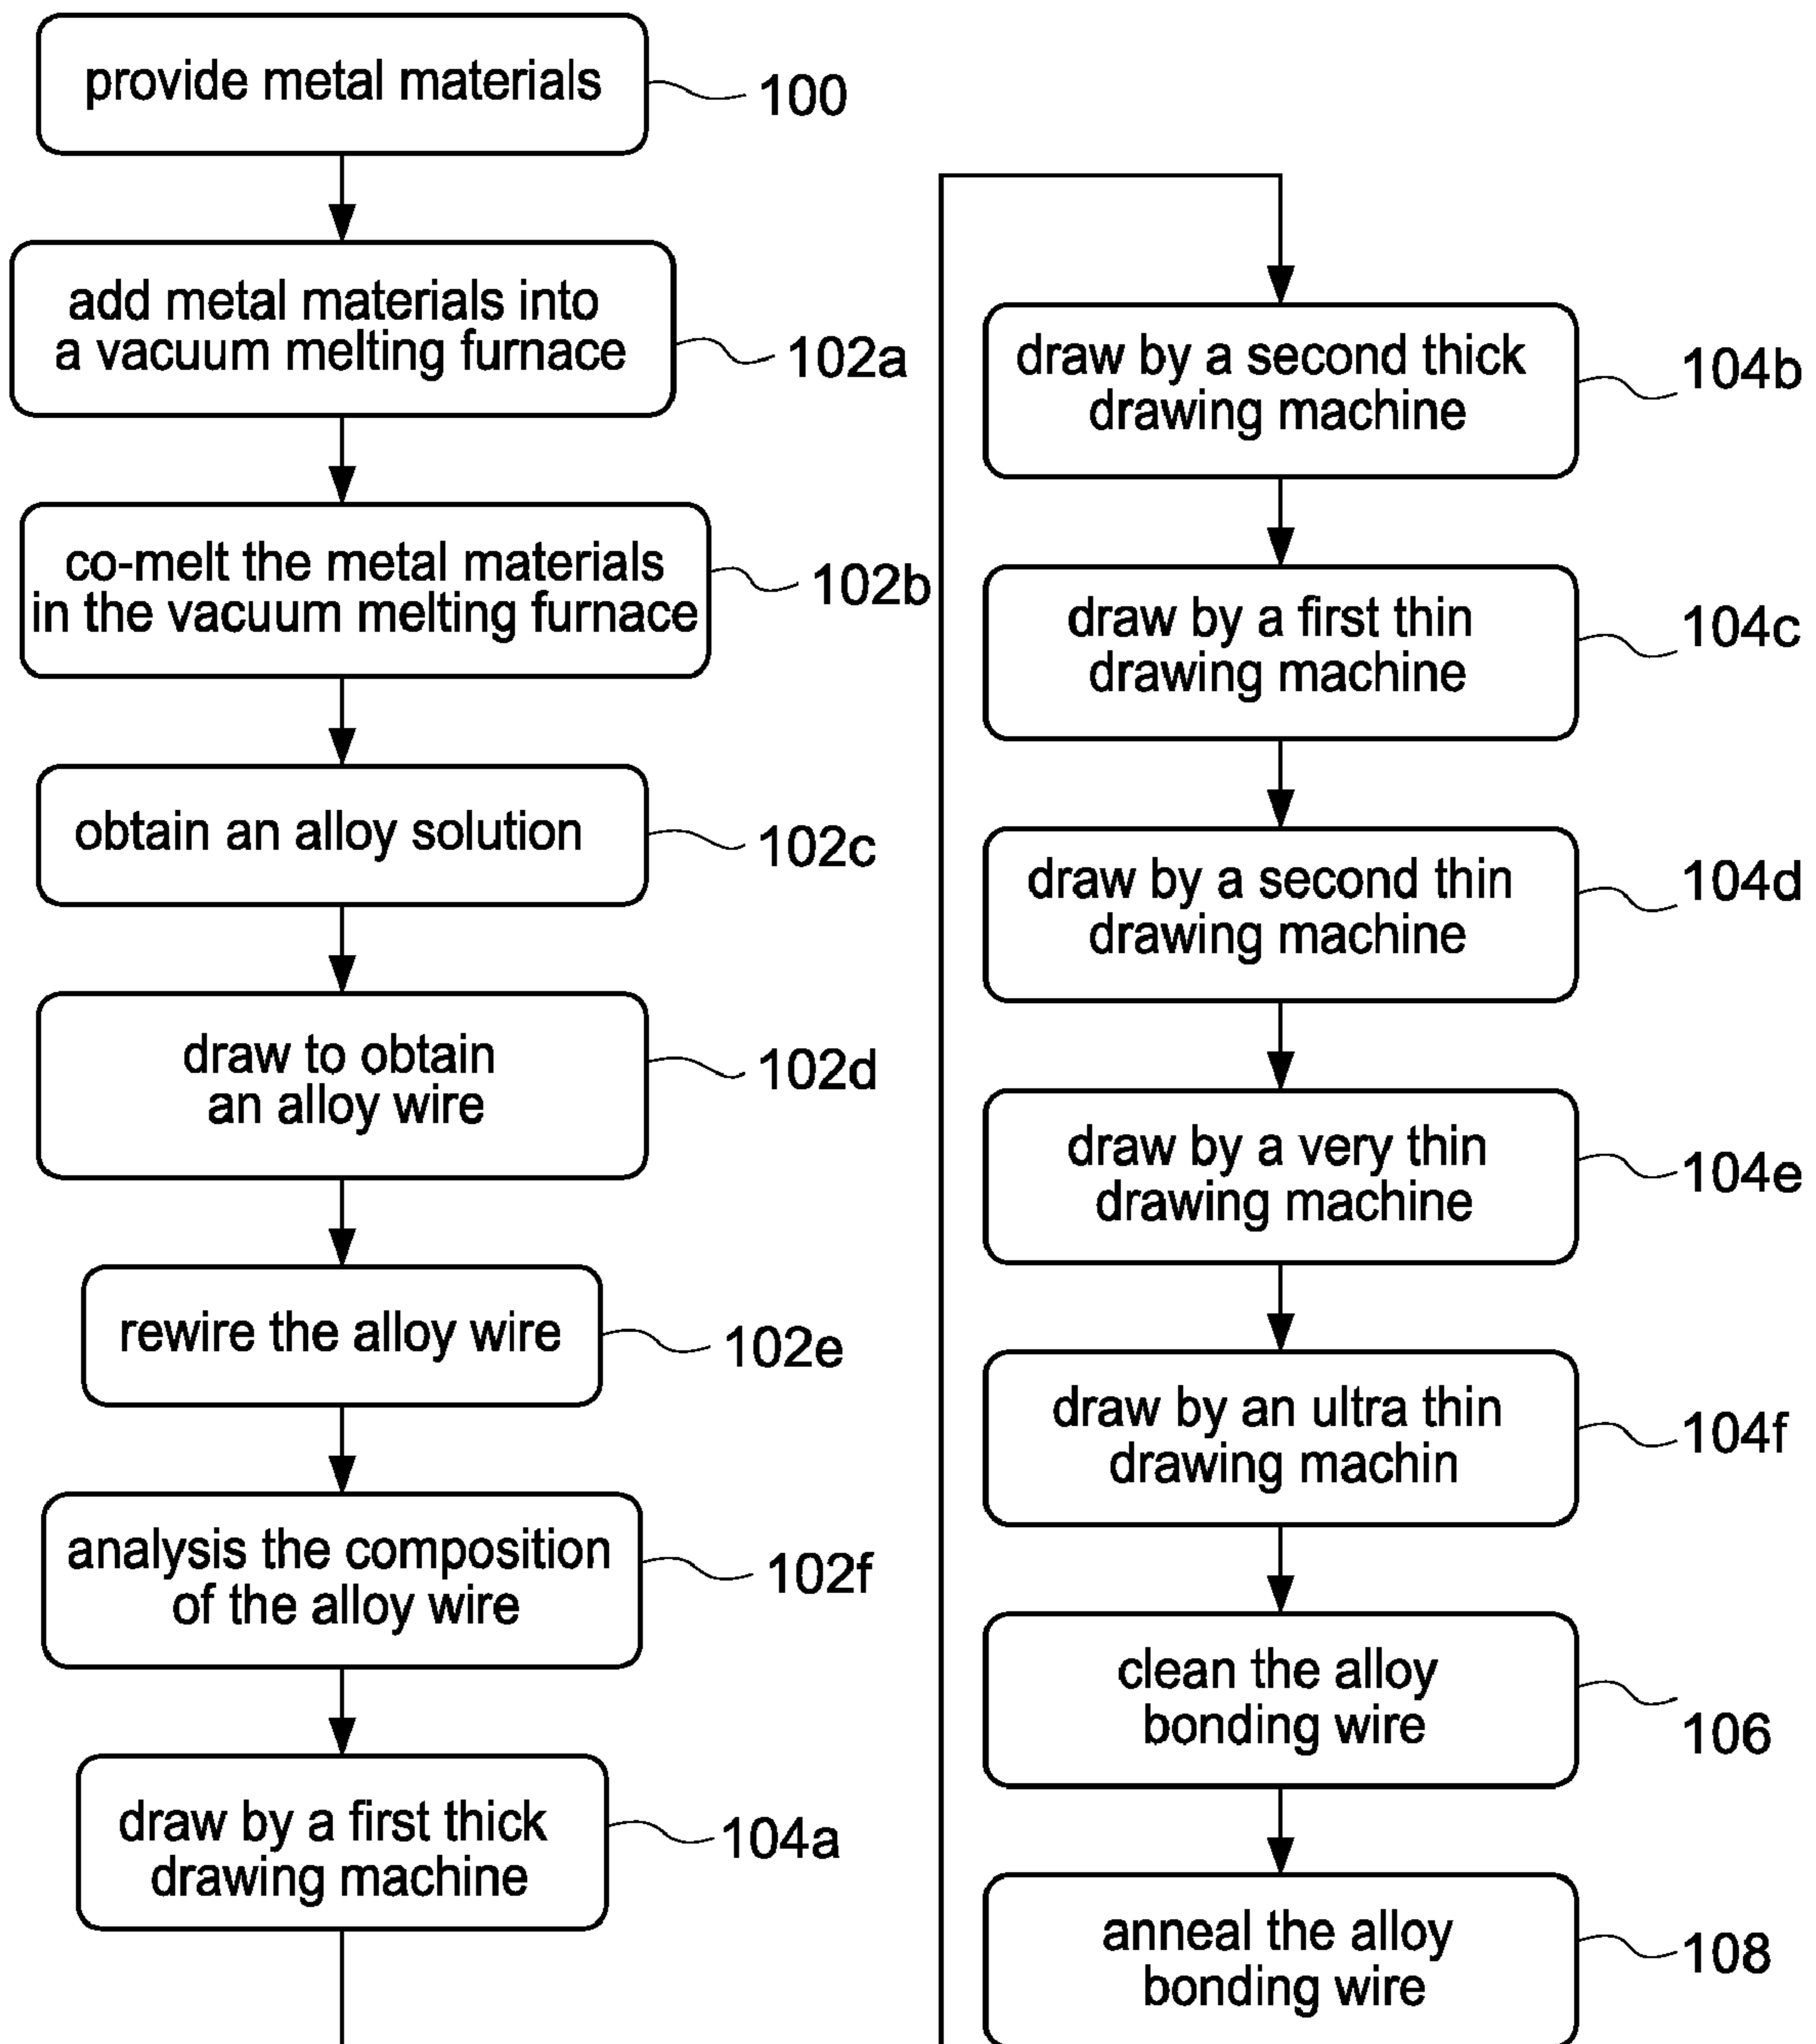 provide metal materials
100
add metal materials into
a vacuum melting furnace
102a
co-melt the metal materials
in the vacuum melting furnace
102b
obtain an alloy solution
102c
draw to obtain
an alloy wire
102d
rewire the alloy wire
102e
analysis the composition
of the alloy wire
102f
draw by a first thick
drawing machine
104a
draw by a second thick
drawing machine
104b
draw by a first thin
drawing machine
104c
draw by a second thin
drawing machine
104d
draw by a very thin
drawing machine
104e
draw by an ultra thin
drawing machin
104f
clean the alloy
bonding wire
106
anneal the alloy
bonding wire
108